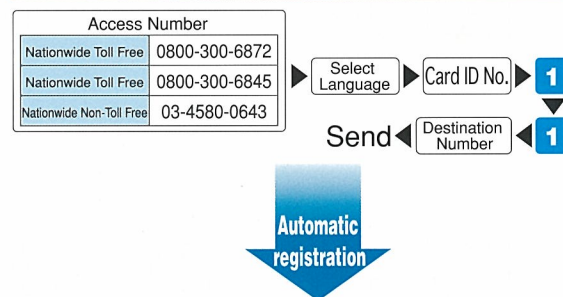 Access Number
Nationwide Toll Free 0800-300-6872
Nationwide Toll Free 0800-300-6845
Nationwide Non-Toll Free 03-4580-0643
Select
Language
Card ID No.
1
1
Destination
Number
Send
Automatic
registration